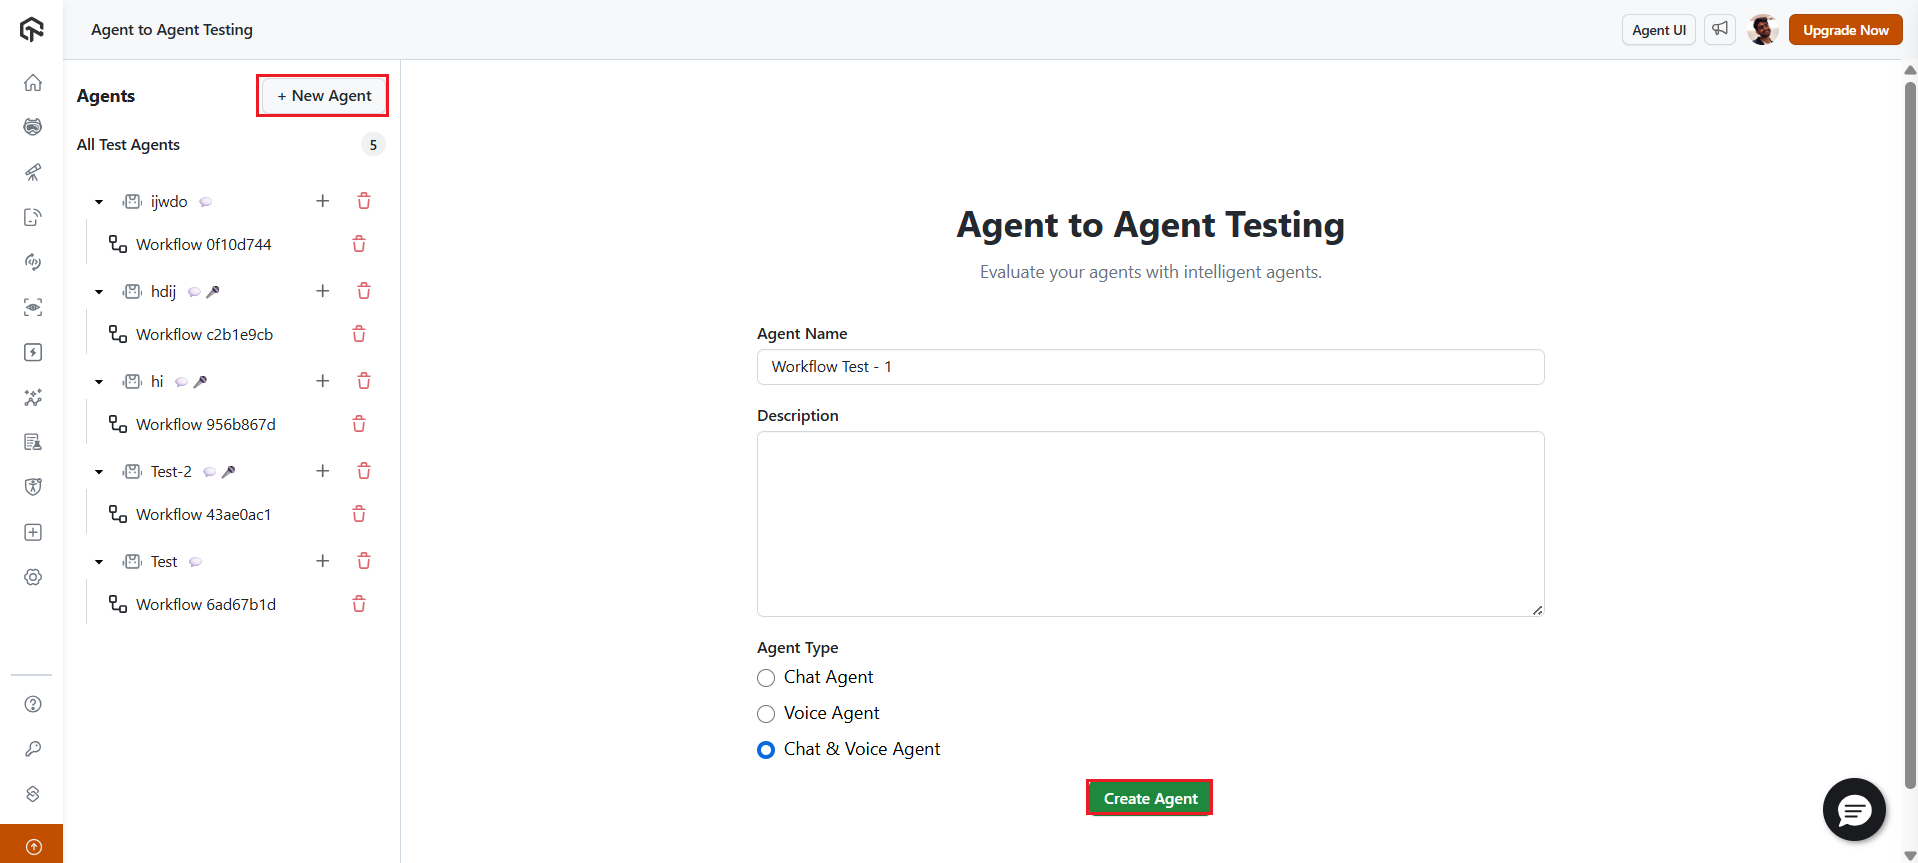 Agent to Agent Testing
Agent UI
Upgrade Now
Agents
+ New Agent
All Test Agents
5
ijwdo
Workflow 0f10d744
hdij
Workflow c2b1e9cb
hi
Workflow 956b867d
Test-2
Workflow 43ae0ac1
Test
Workflow 6ad67b1d
Agent to Agent Testing
Evaluate your agents with intelligent agents.
Agent Name
Workflow Test - 1
Description
Agent Type
Chat Agent
Voice Agent
Chat & Voice Agent
Create Agent